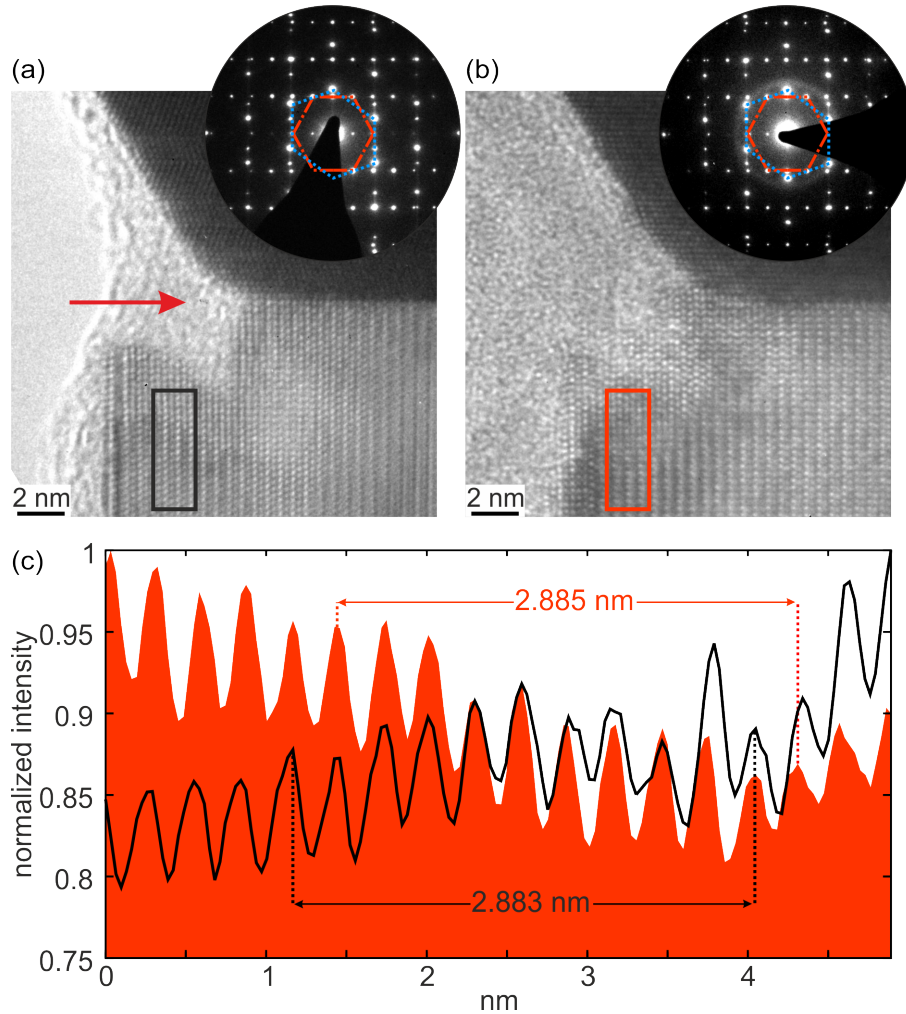 (a)
(b)
2 nm
2 nm
(c)
1
0.95
0.9
0.85
0.8
0.75
normalized intensity
2.885 nm
2.883 nm
0
1
2
3
4
nm